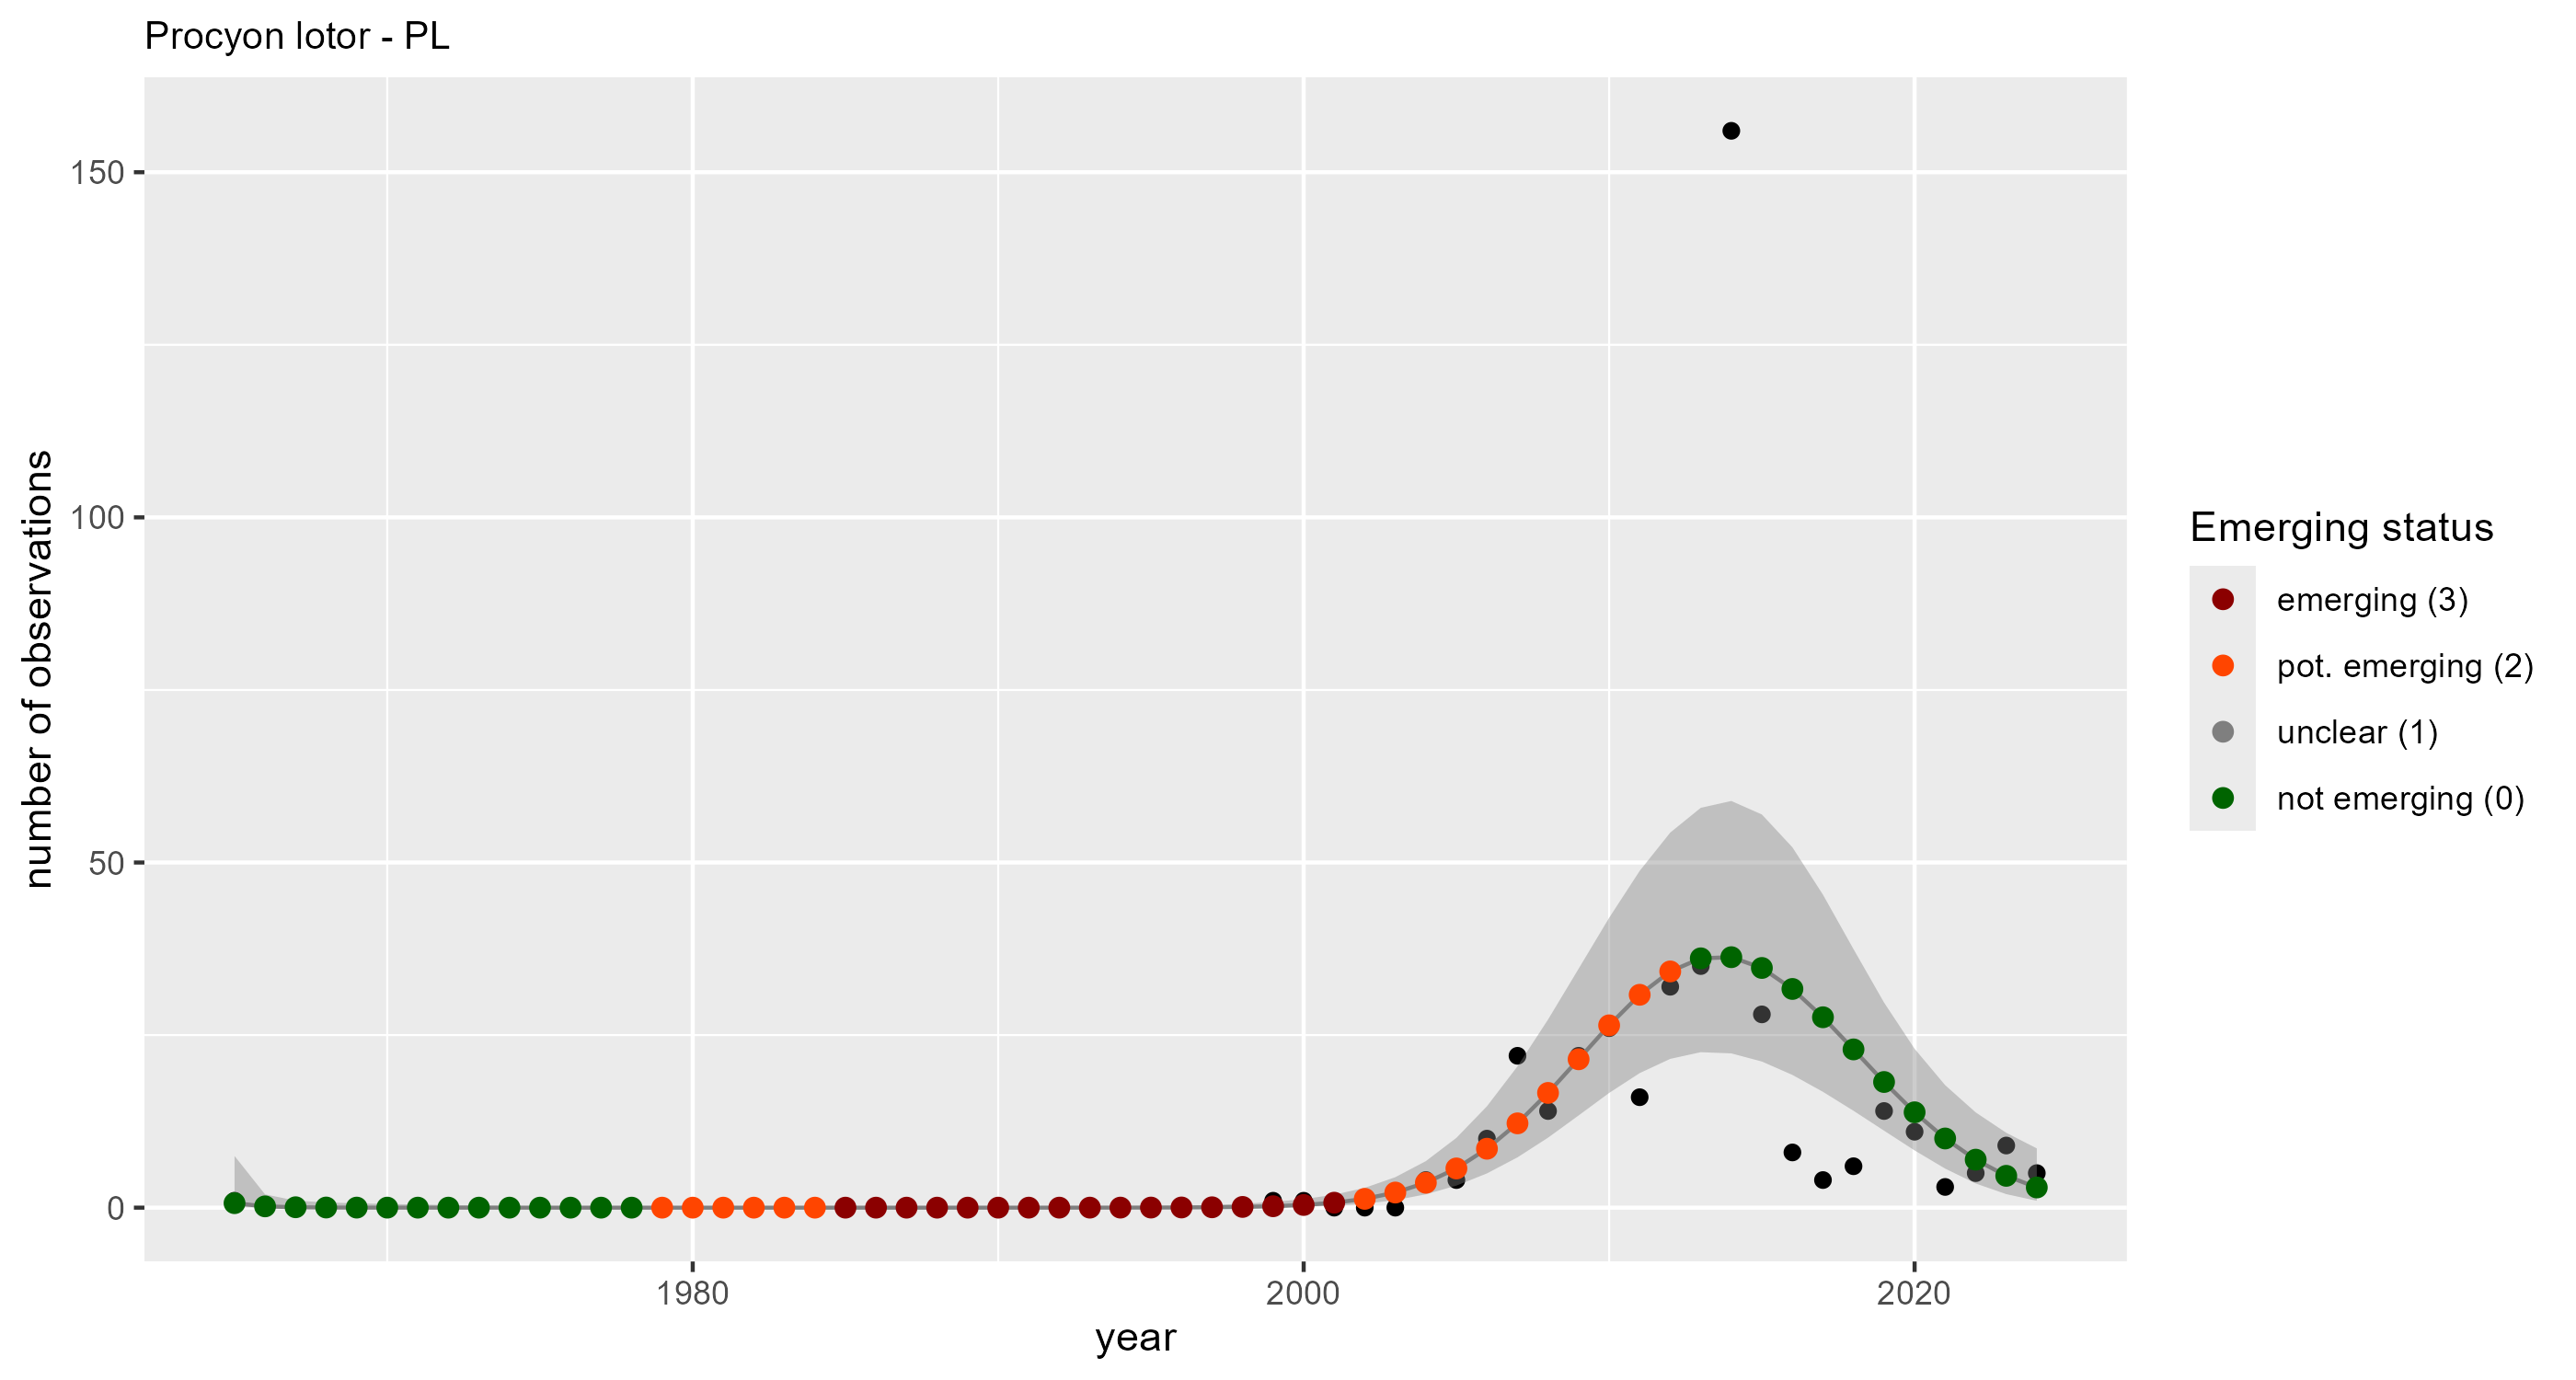 Procyon lotor - PL
150
100
50
0
number of observations
1980
2000
2020
year
Emerging status
emerging (3)
pot. emerging (2)
unclear (1)
not emerging (0)